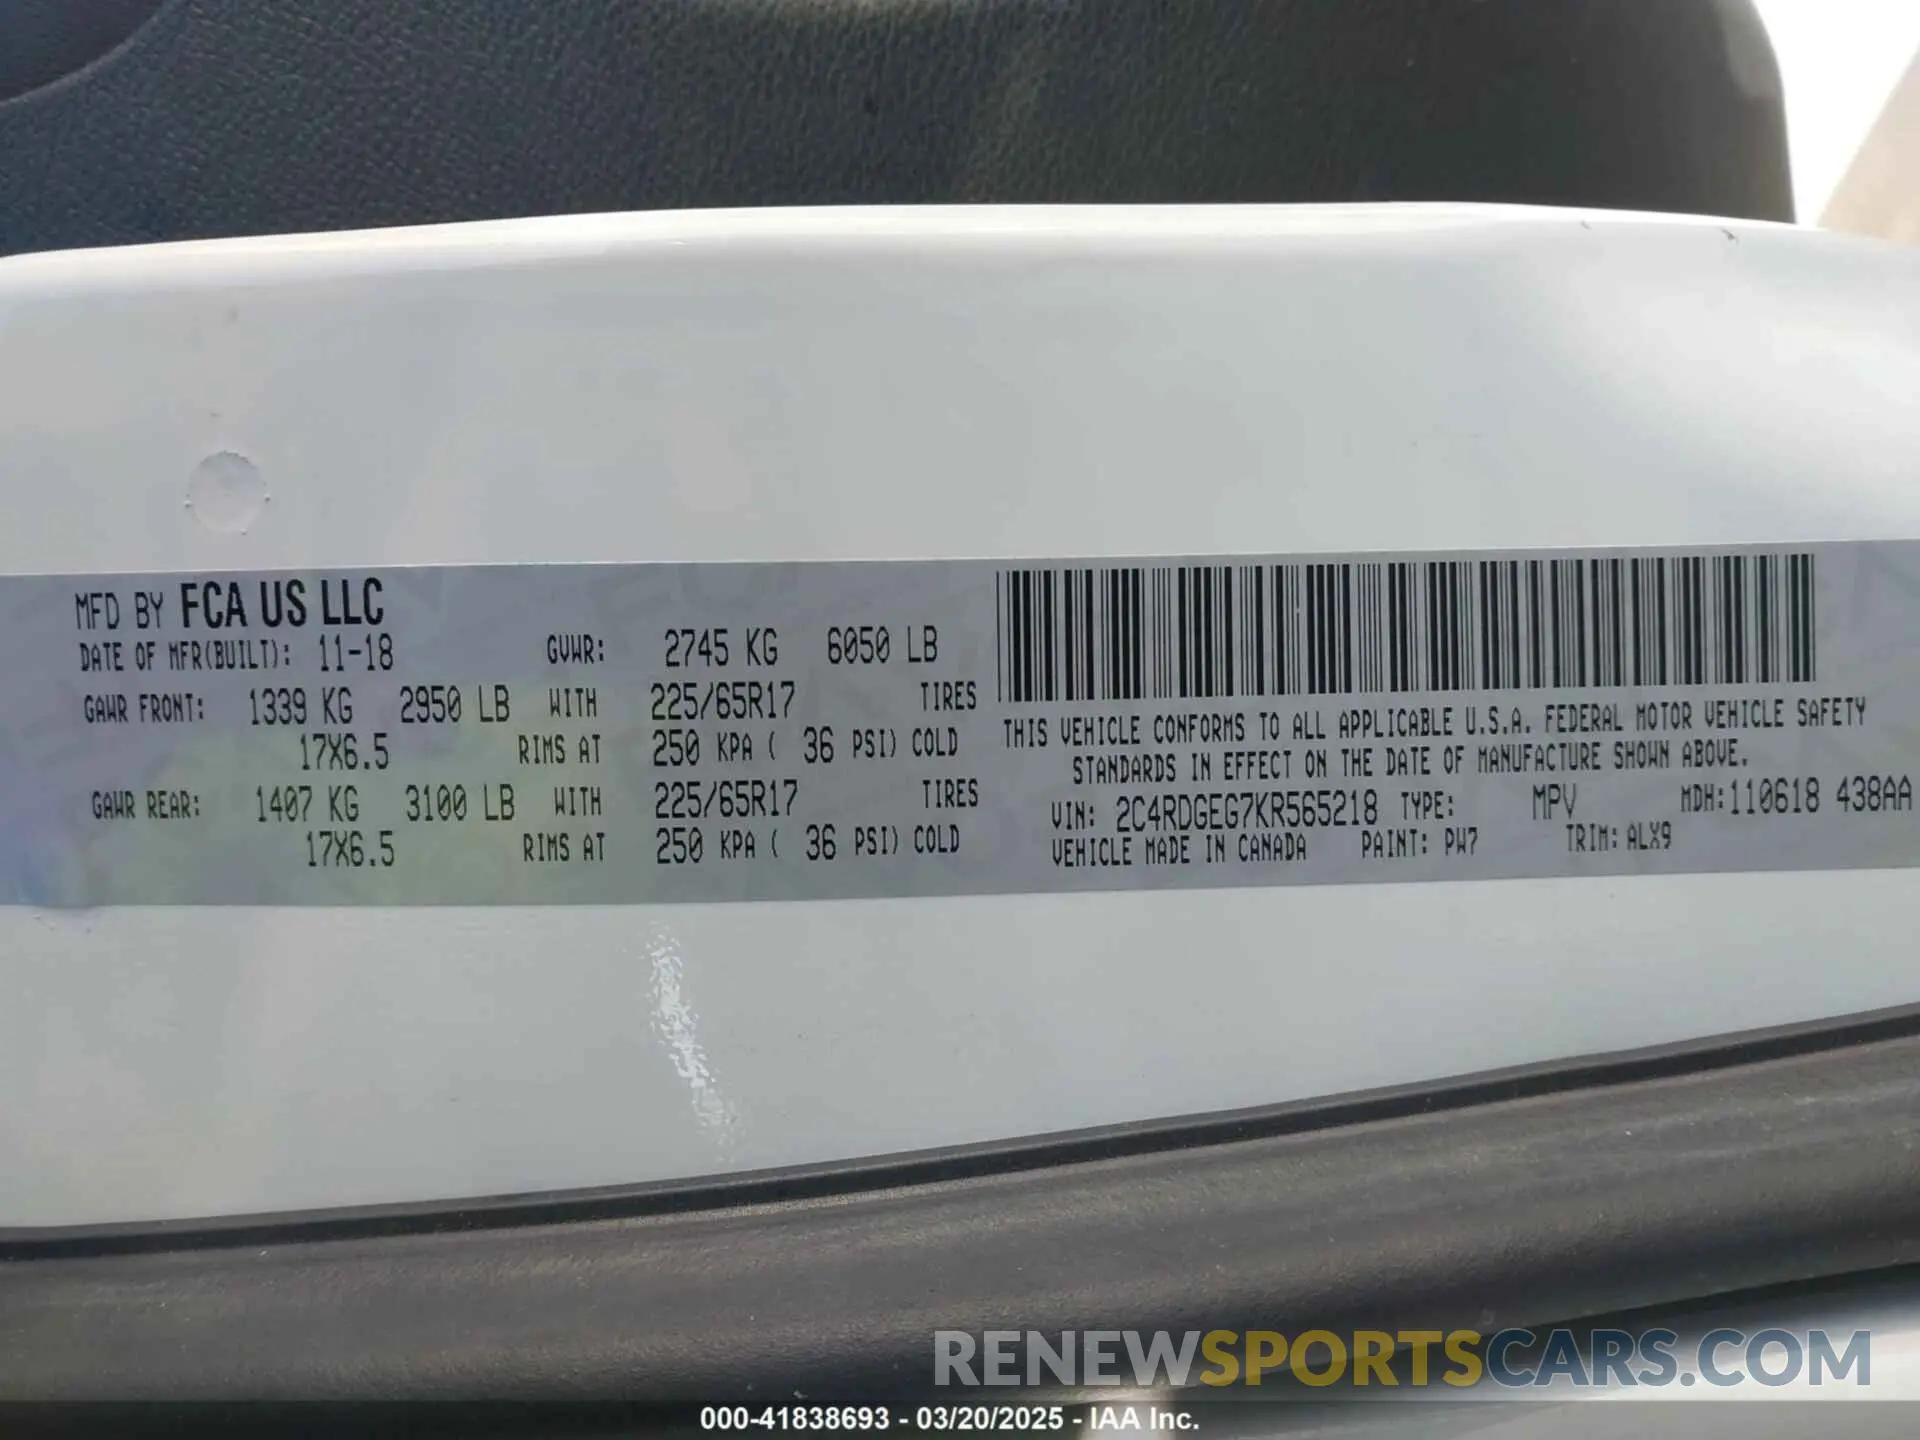 MFD BY FCA US LLC
DATE OF MFR(BUILT): 11-18 GVWR: 2745 KG 6050 LB
GAWR FRONT: 1339 KG 2950 LB WITH 225/65R17 TIRES
17X6.5 RIMS AT 250 KPA ( 36 PSI) COLD
GAWR REAR: 1407 KG 3100 LB WITH 225/65R17 TIRES
17X6.5 RIMS AT 250 KPA ( 36 PSI) COLD
THIS VEHICLE CONFORMS TO ALL APPLICABLE U.S.A. FEDERAL MOTOR VEHICLE SAFETY
STANDARDS IN EFFECT ON THE DATE OF MANUFACTURE SHOWN ABOVE.
VIN: 2C4RDGEG7KR565218 TYPE: MPV MDH:110618 438AA
VEHICLE MADE IN CANADA PAINT: PW7 TRIM: ALX9
RENEWSPORTSCARS.COM
000-41838693 - 03/20/2025 - IAA Inc.